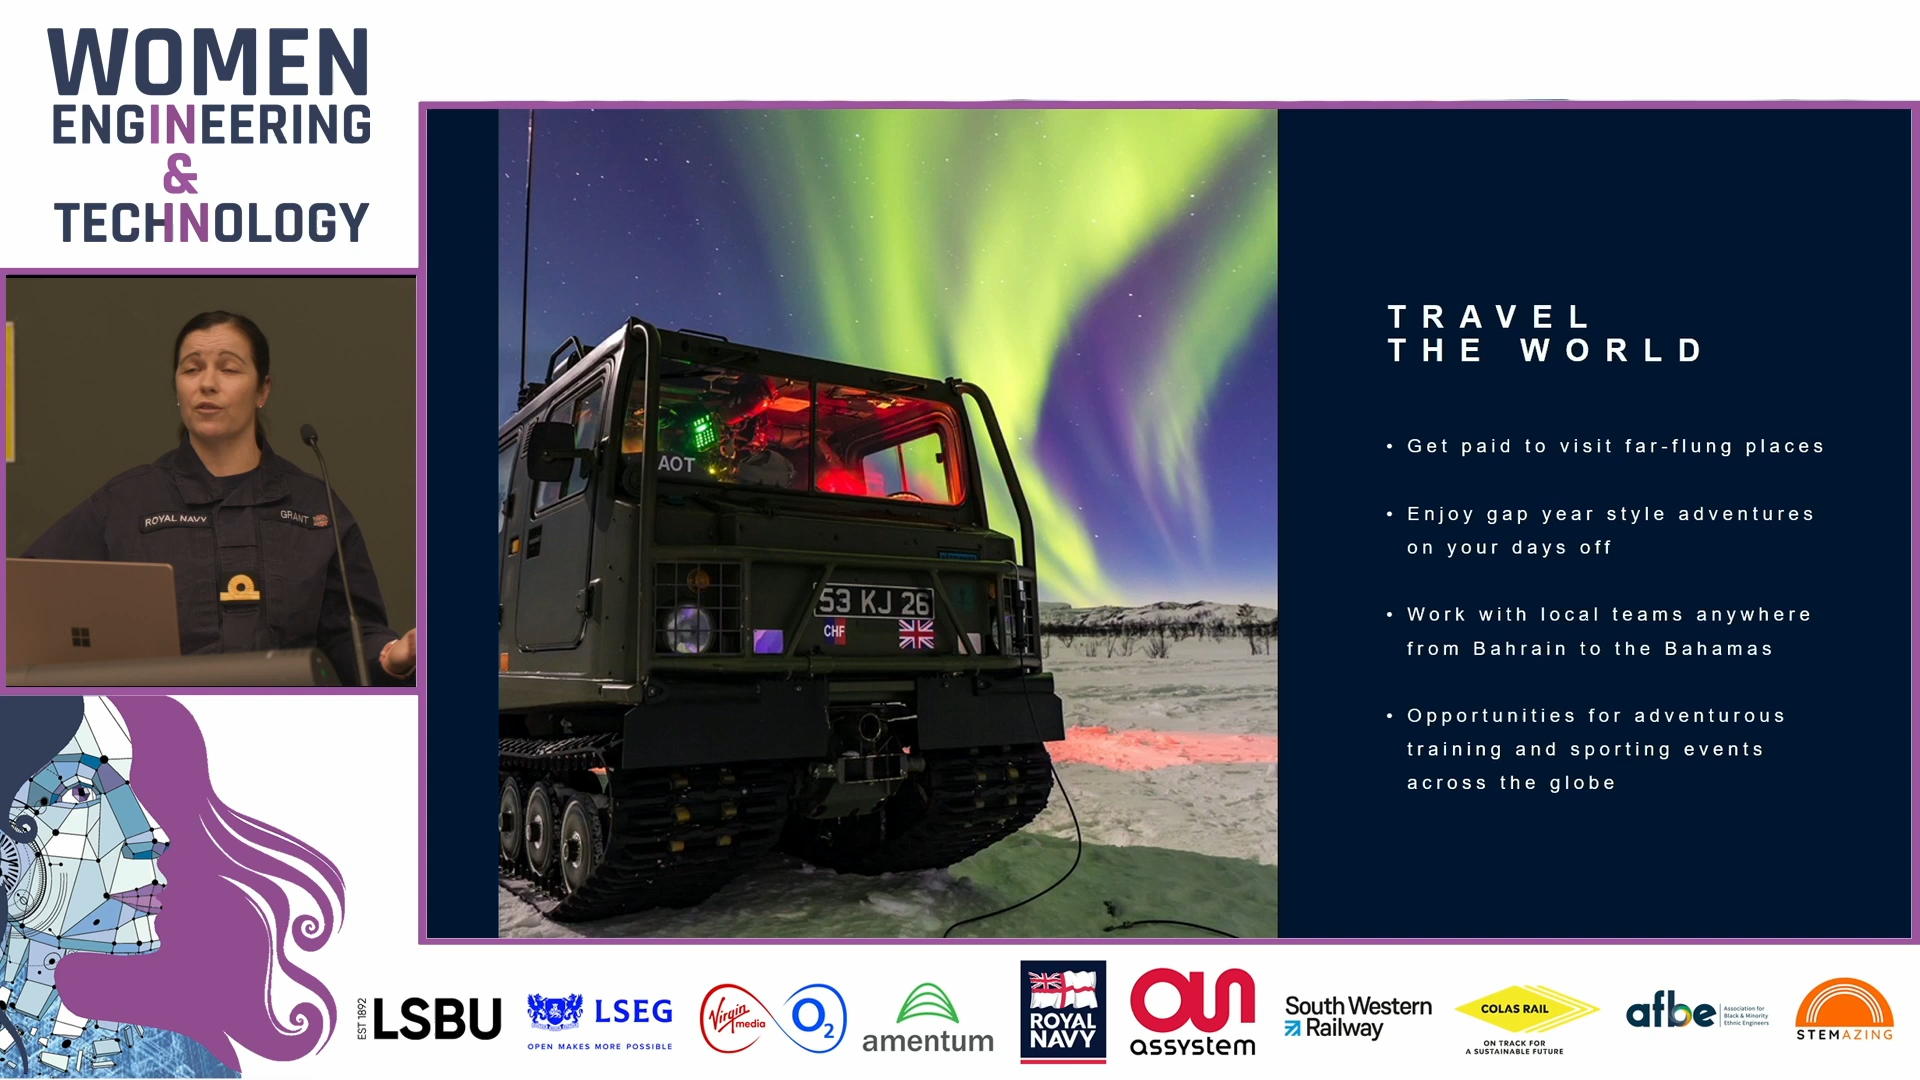 WOMEN
ENGINEERING
&
TECHNOLOGY
ROYAL NAVY
GRANT
AOT
53 KJ 26
CHF
TRAVEL
THE WORLD
• Get paid to visit far-flung places
• Enjoy gap year style adventures
on your days off
• Work with local teams anywhere
from Bahrain to the Bahamas
• Opportunities for adventurous
training and sporting events
across the globe
EST 1892
LSBU
LSEG
OPEN MAKES MORE POSSIBLE
Virgin
media
O2
amentum
ROYAL
NAVY
assystem
South Western
Railway
COLAS RAIL
ON TRACK FOR
A SUSTAINABLE FUTURE
afbe
Association for
Black & Minority
Ethnic Engineers
STEMAZING